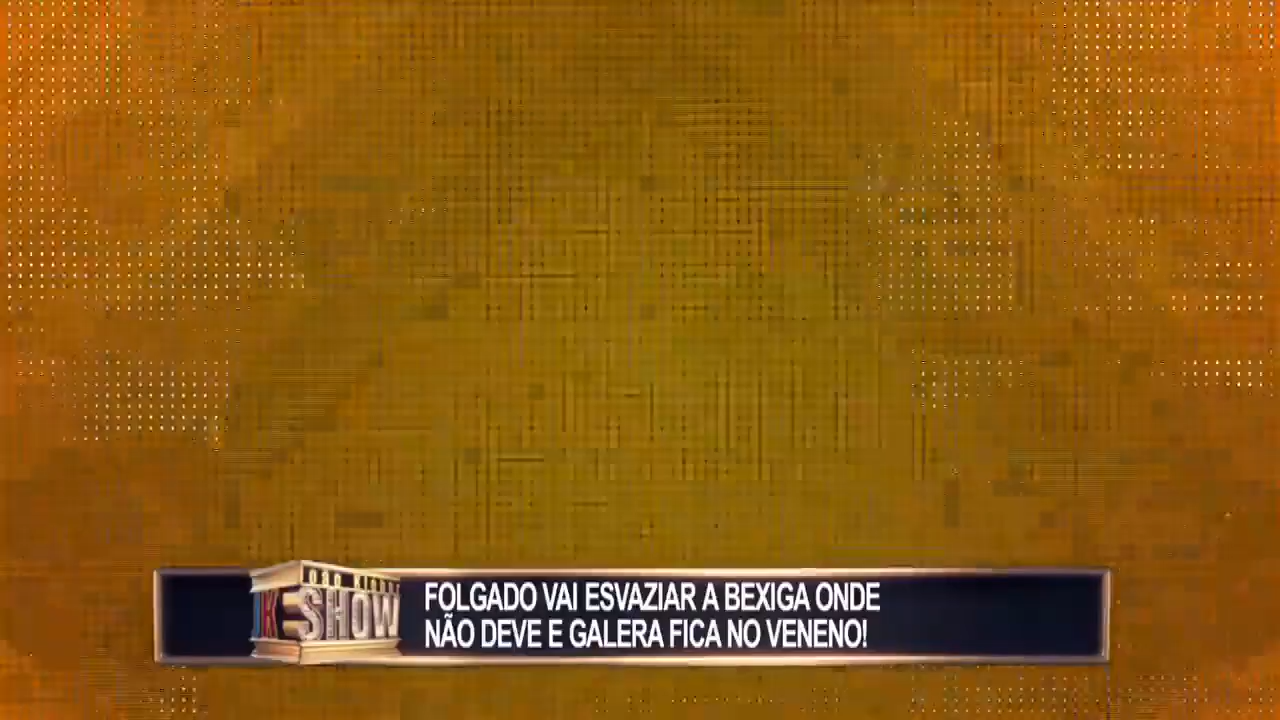 SHOW
FOLGADO VAI ESVAZIAR A BEXIGA ONDE
NÃO DEVE E GALERA FICA NO VENENO!